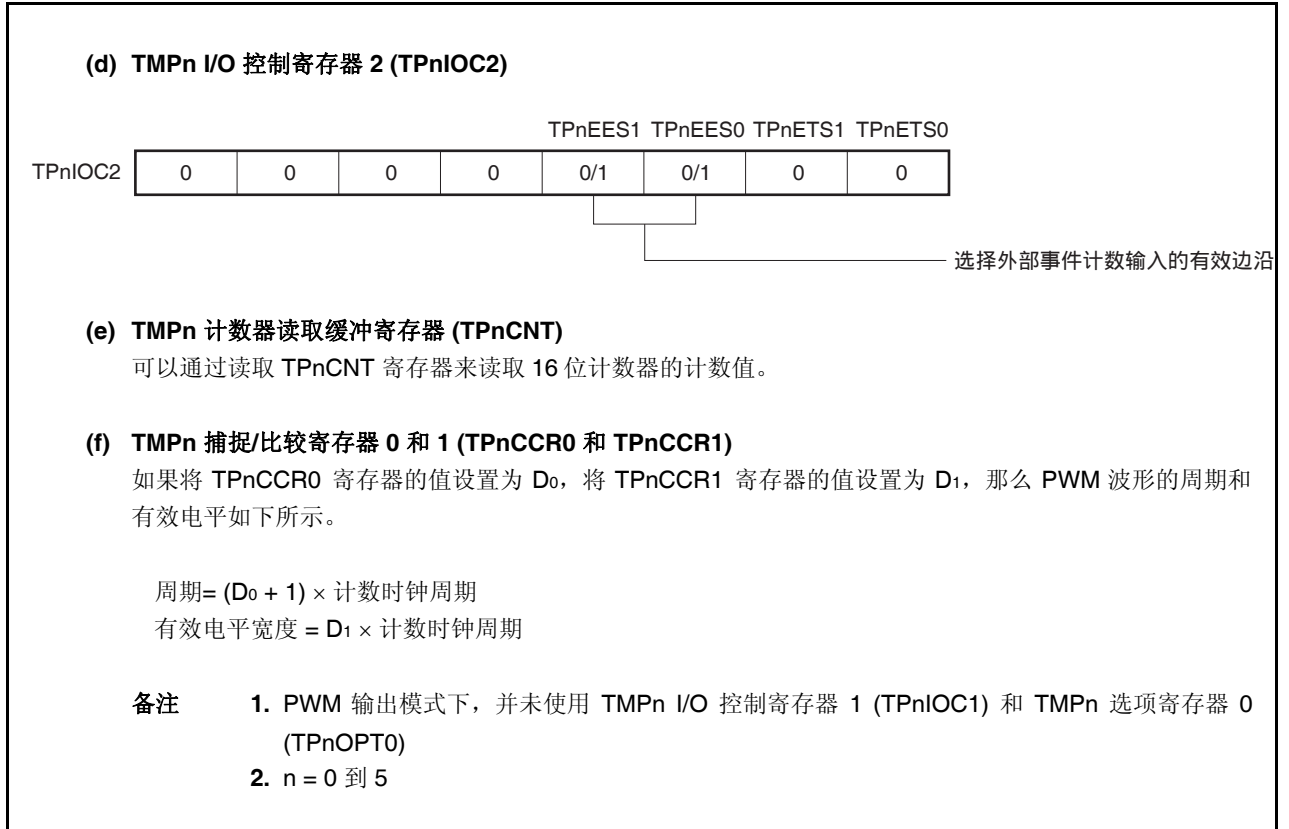 (d) TMPn I/O 控制寄存器 2 (TPnIOC2)
TPnEES1 TPnEES0 TPnETS1 TPnETS0
TPnIOC2 0 0 0 0 0/1 0/1 0 0
选择外部事件计数输入的有效边沿
(e) TMPn 计数器读取缓冲寄存器 (TPnCNT)
可以通过读取 TPnCNT 寄存器来读取 16 位计数器的计数值。
(f) TMPn 捕捉/比较寄存器 0 和 1 (TPnCCR0 和 TPnCCR1)
如果将 TPnCCR0 寄存器的值设置为 D₀，将 TPnCCR1 寄存器的值设置为 D₁，那么 PWM 波形的周期和
有效电平如下所示。
周期= (D₀ + 1) × 计数时钟周期
有效电平宽度 = D₁ × 计数时钟周期
备注 1. PWM 输出模式下，并未使用 TMPn I/O 控制寄存器 1 (TPnIOC1) 和 TMPn 选项寄存器 0
(TPnOPT0)
2. n = 0 到 5